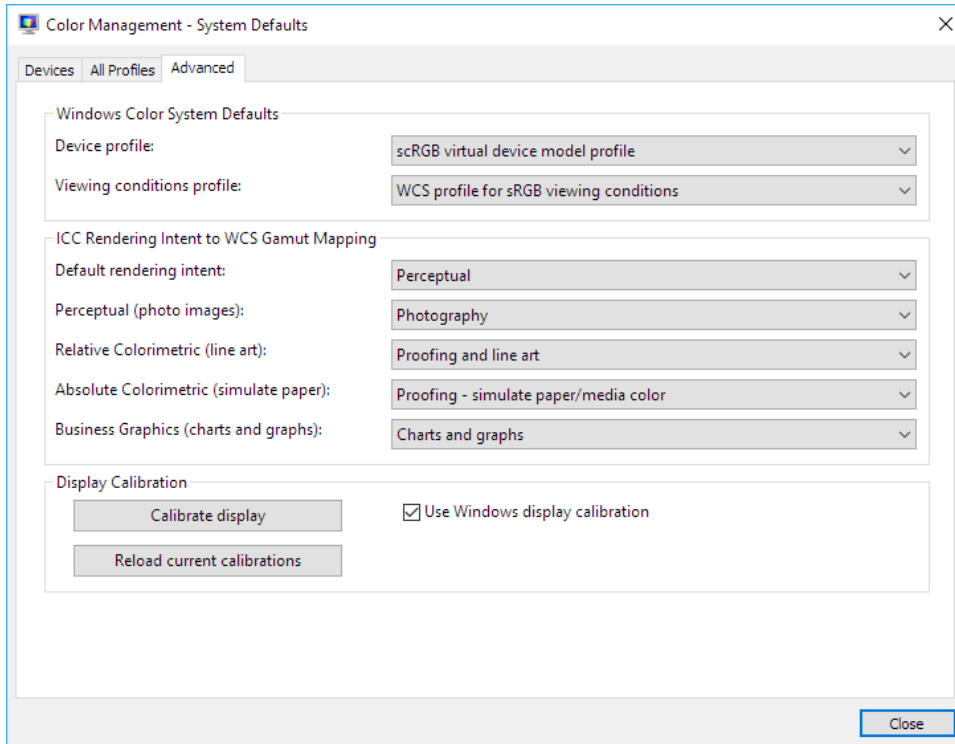 Color Management - System Defaults
Devices All Profiles Advanced
Windows Color System Defaults
Device profile: scRGB virtual device model profile
Viewing conditions profile: WCS profile for sRGB viewing conditions
ICC Rendering Intent to WCS Gamut Mapping
Default rendering intent: Perceptual
Perceptual (photo images): Photography
Relative Colorimetric (line art): Proofing and line art
Absolute Colorimetric (simulate paper): Proofing - simulate paper/media color
Business Graphics (charts and graphs): Charts and graphs
Display Calibration
Calibrate display Use Windows display calibration
Reload current calibrations
Close